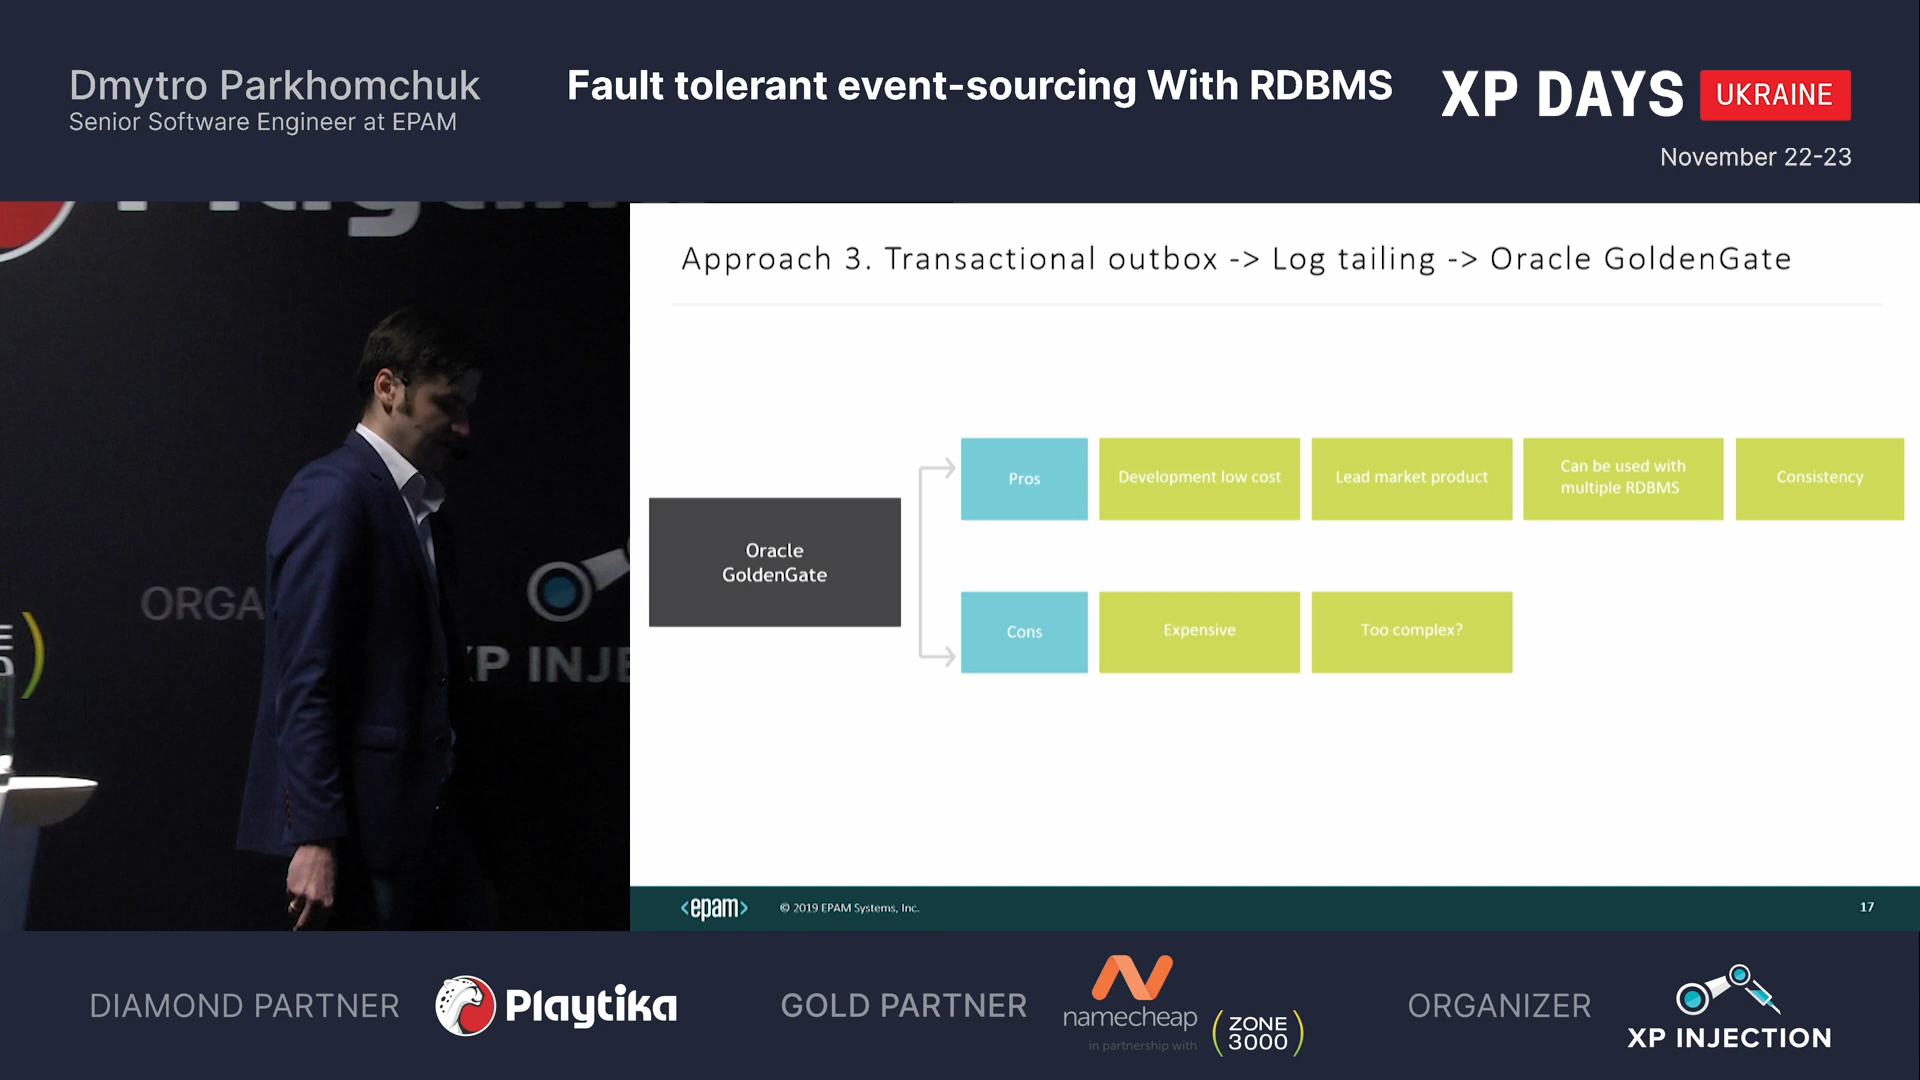 Dmytro Parkhomchuk
Senior Software Engineer at EPAM
Fault tolerant event-sourcing With RDBMS
XP DAYS UKRAINE
November 22-23
Approach 3. Transactional outbox -> Log tailing -> Oracle GoldenGate
Oracle
GoldenGate
Pros
Development low cost
Lead market product
Can be used with
multiple RDBMS
Consistency
Cons
Expensive
Too complex?
<epam>
© 2019 EPAM Systems, Inc.
17
ORGA
XP INJE
DIAMOND PARTNER
Playtika
GOLD PARTNER
namecheap
in partnership with
ZONE
3000
ORGANIZER
XP INJECTION